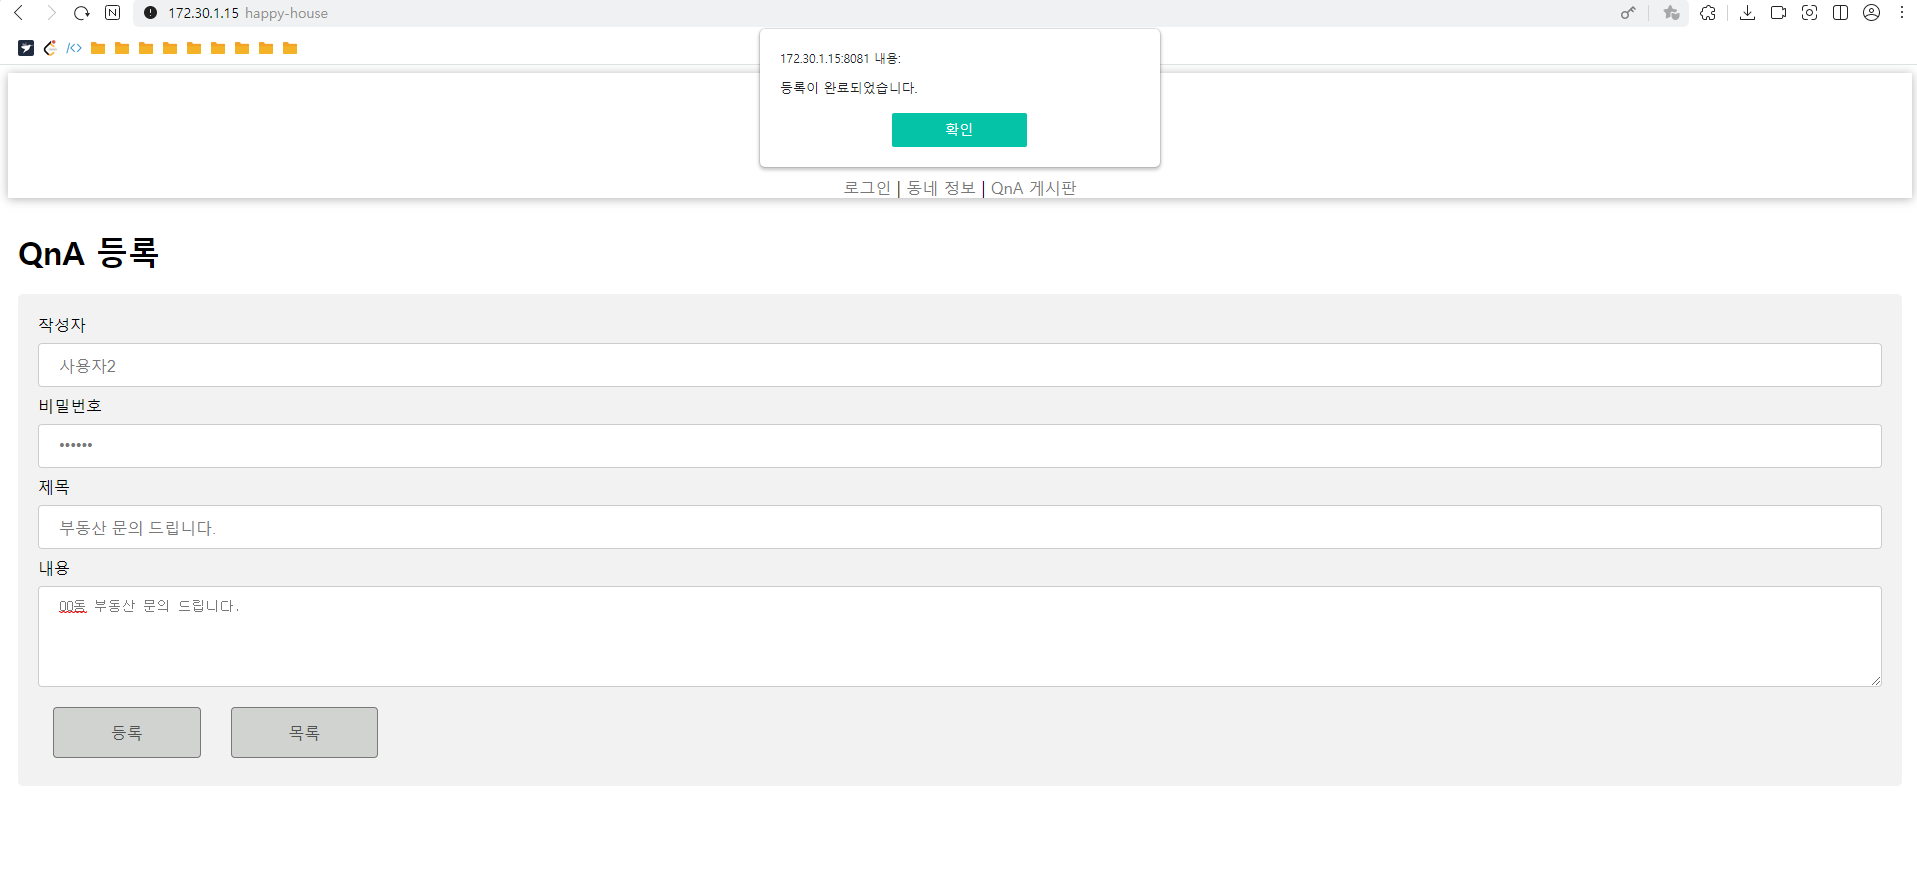 172.30.1.15 happy-house
172.30.1.15:8081 내용:
등록이 완료되었습니다.
확인
로그인 | 동네 정보 | QnA 게시판
QnA 등록
작성자
사용자2
비밀번호
••••••
제목
부동산 문의 드립니다.
내용
00동 부동산 문의 드립니다.
등록 목록